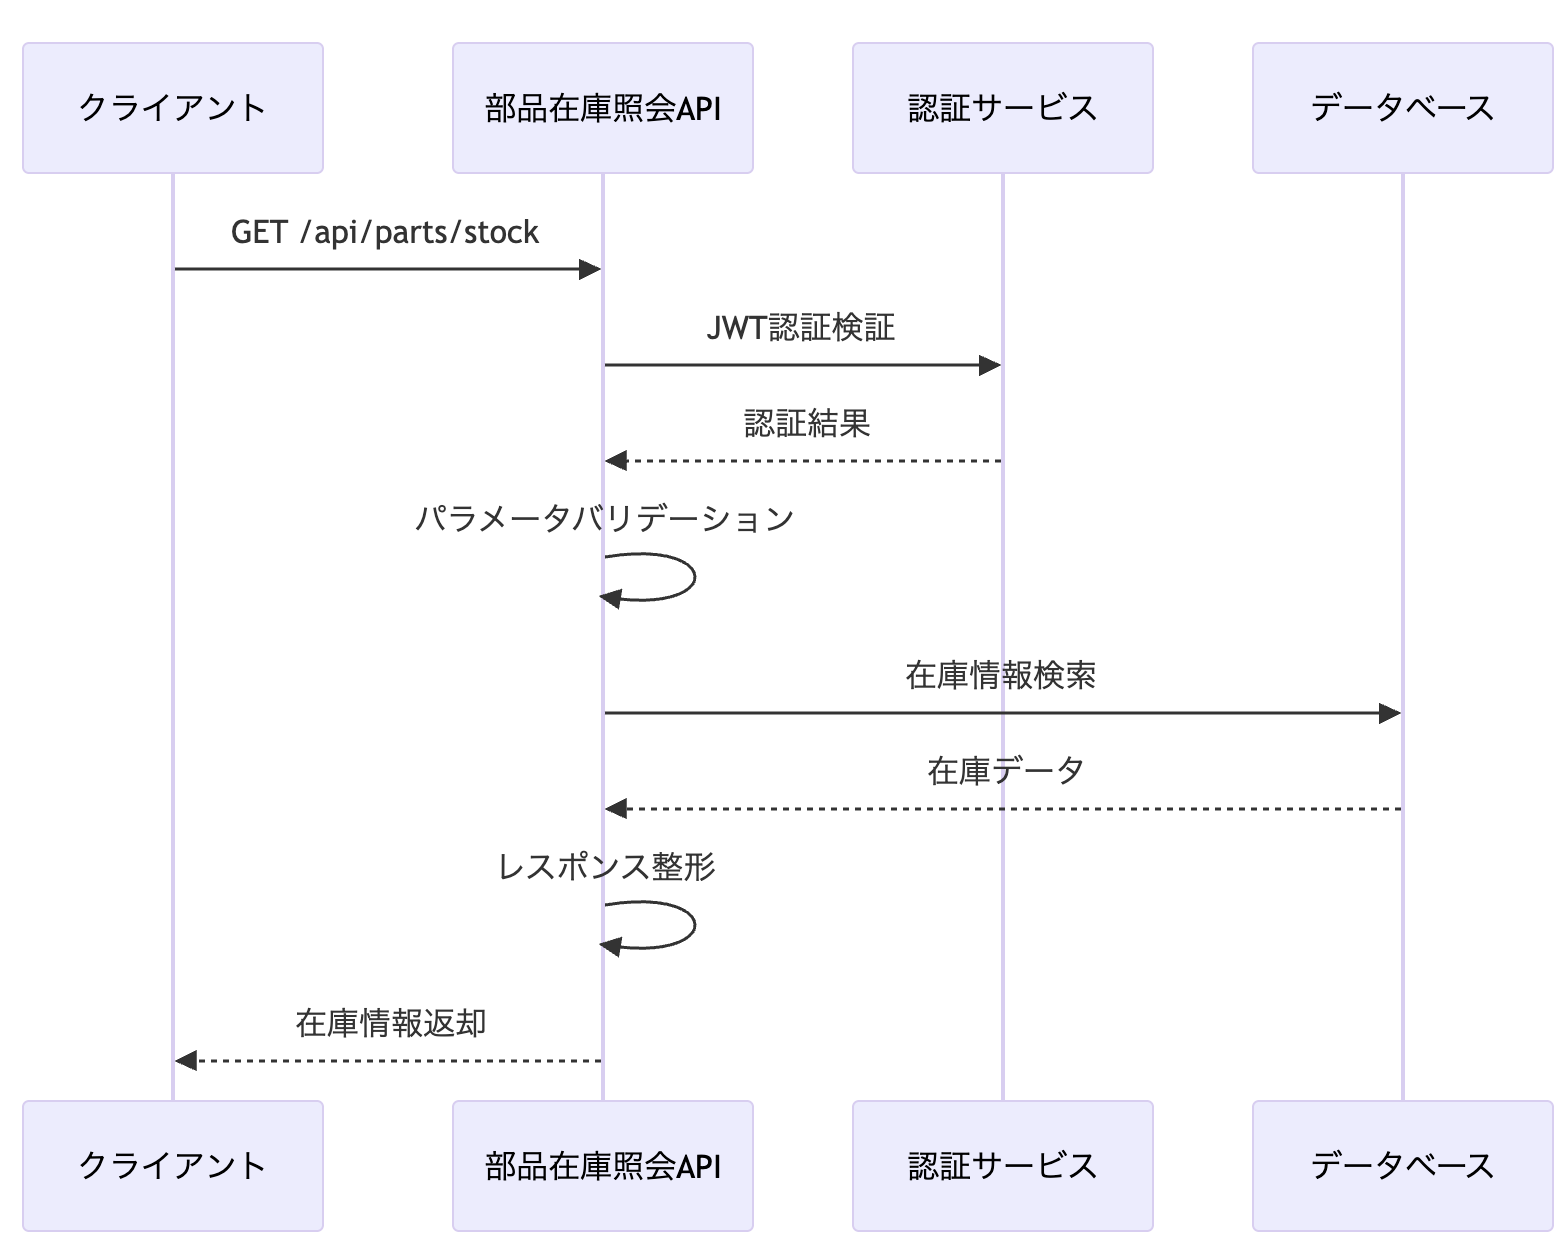 クライアント
部品在庫照会API
認証サービス
データベース
GET /api/parts/stock
JWT認証検証
認証結果
パラメータバリデーション
在庫情報検索
在庫データ
レスポンス整形
在庫情報返却
クライアント
部品在庫照会API
認証サービス
データベース